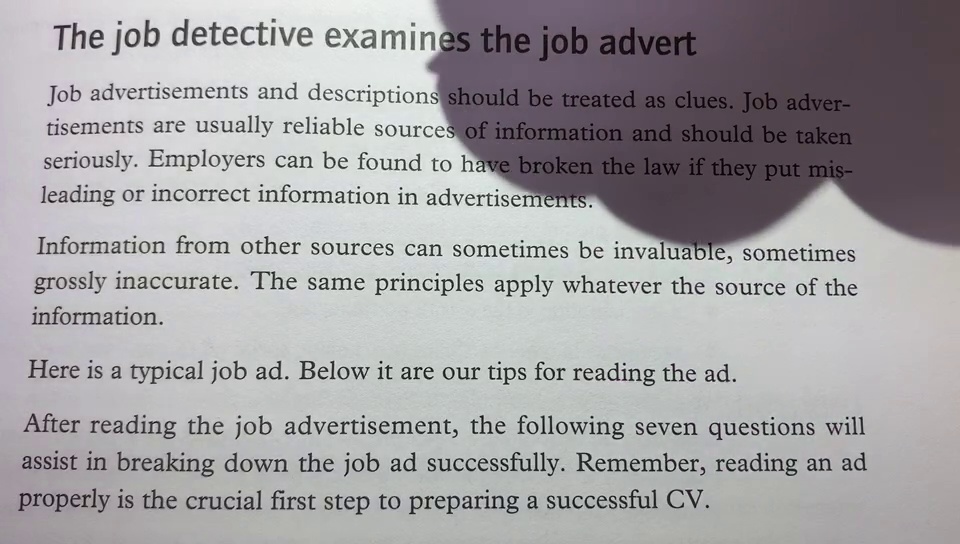 The job detective examines the job advert
Job advertisements and descriptions should be treated as clues. Job adver-
tisements are usually reliable sources of information and should be taken
seriously. Employers can be found to have broken the law if they put mis-
leading or incorrect information in advertisements.
Information from other sources can sometimes be invaluable, sometimes
grossly inaccurate. The same principles apply whatever the source of the
information.
Here is a typical job ad. Below it are our tips for reading the ad.
After reading the job advertisement, the following seven questions will
assist in breaking down the job ad successfully. Remember, reading an ad
properly is the crucial first step to preparing a successful CV.